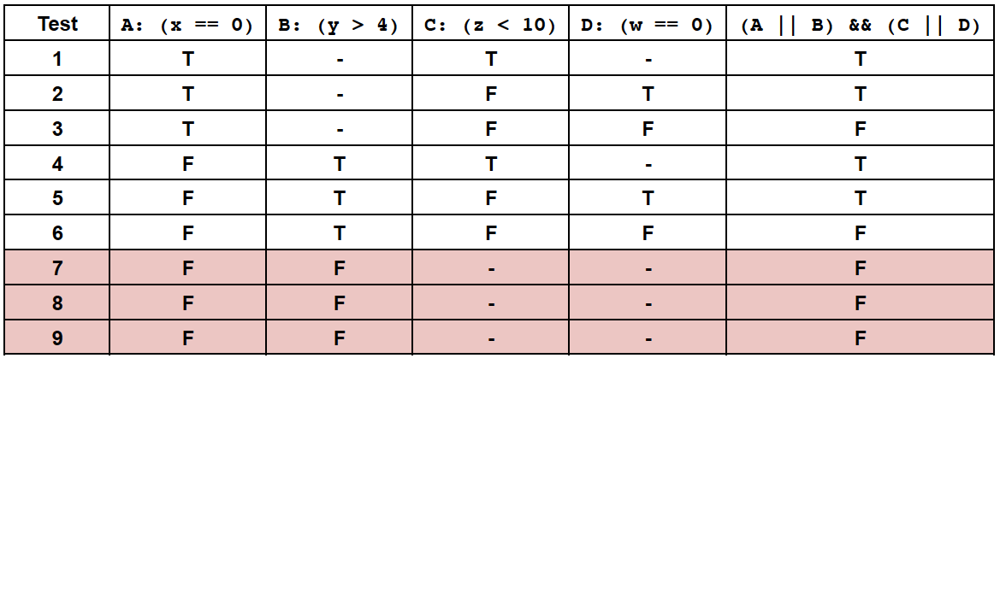 Test A: (x == 0) B: (y > 4) C: (z < 10) D: (w == 0) (A || B) && (C || D)
1 T - T - T
2 T - F T T
3 T - F F F
4 F T T - T
5 F T F T T
6 F T F F F
7 F F - - F
8 F F - - F
9 F F - - F